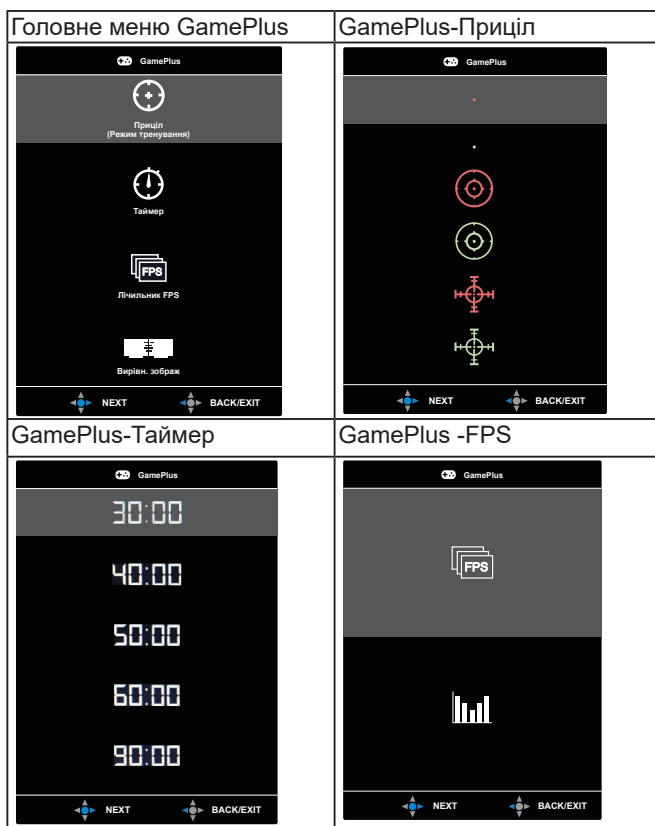 Головне меню GamePlus
GamePlus-Приціл
GamePlus
Приціл
(Режим тренування)
Таймер
FPS
Лічильник FPS
Вирівн. зображ
NEXT
BACK/EXIT
GamePlus
NEXT
BACK/EXIT
GamePlus-Таймер
GamePlus -FPS
GamePlus
30:00
40:00
50:00
60:00
90:00
NEXT
BACK/EXIT
GamePlus
FPS
NEXT
BACK/EXIT